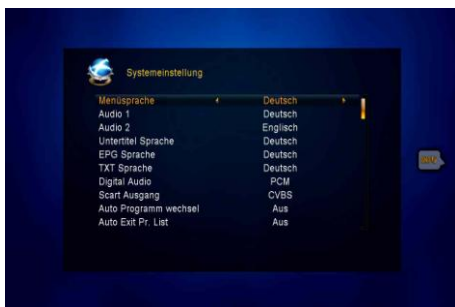 Systemeinstellung
Menüsprache Deutsch
Audio 1 Deutsch
Audio 2 Englisch
Untertitel Sprache Deutsch
EPG Sprache Deutsch
TXT Sprache Deutsch
Digital Audio PCM
Scart Ausgang CVBS
Auto Programm wechsel Aus
Auto Exit Pr. List Aus